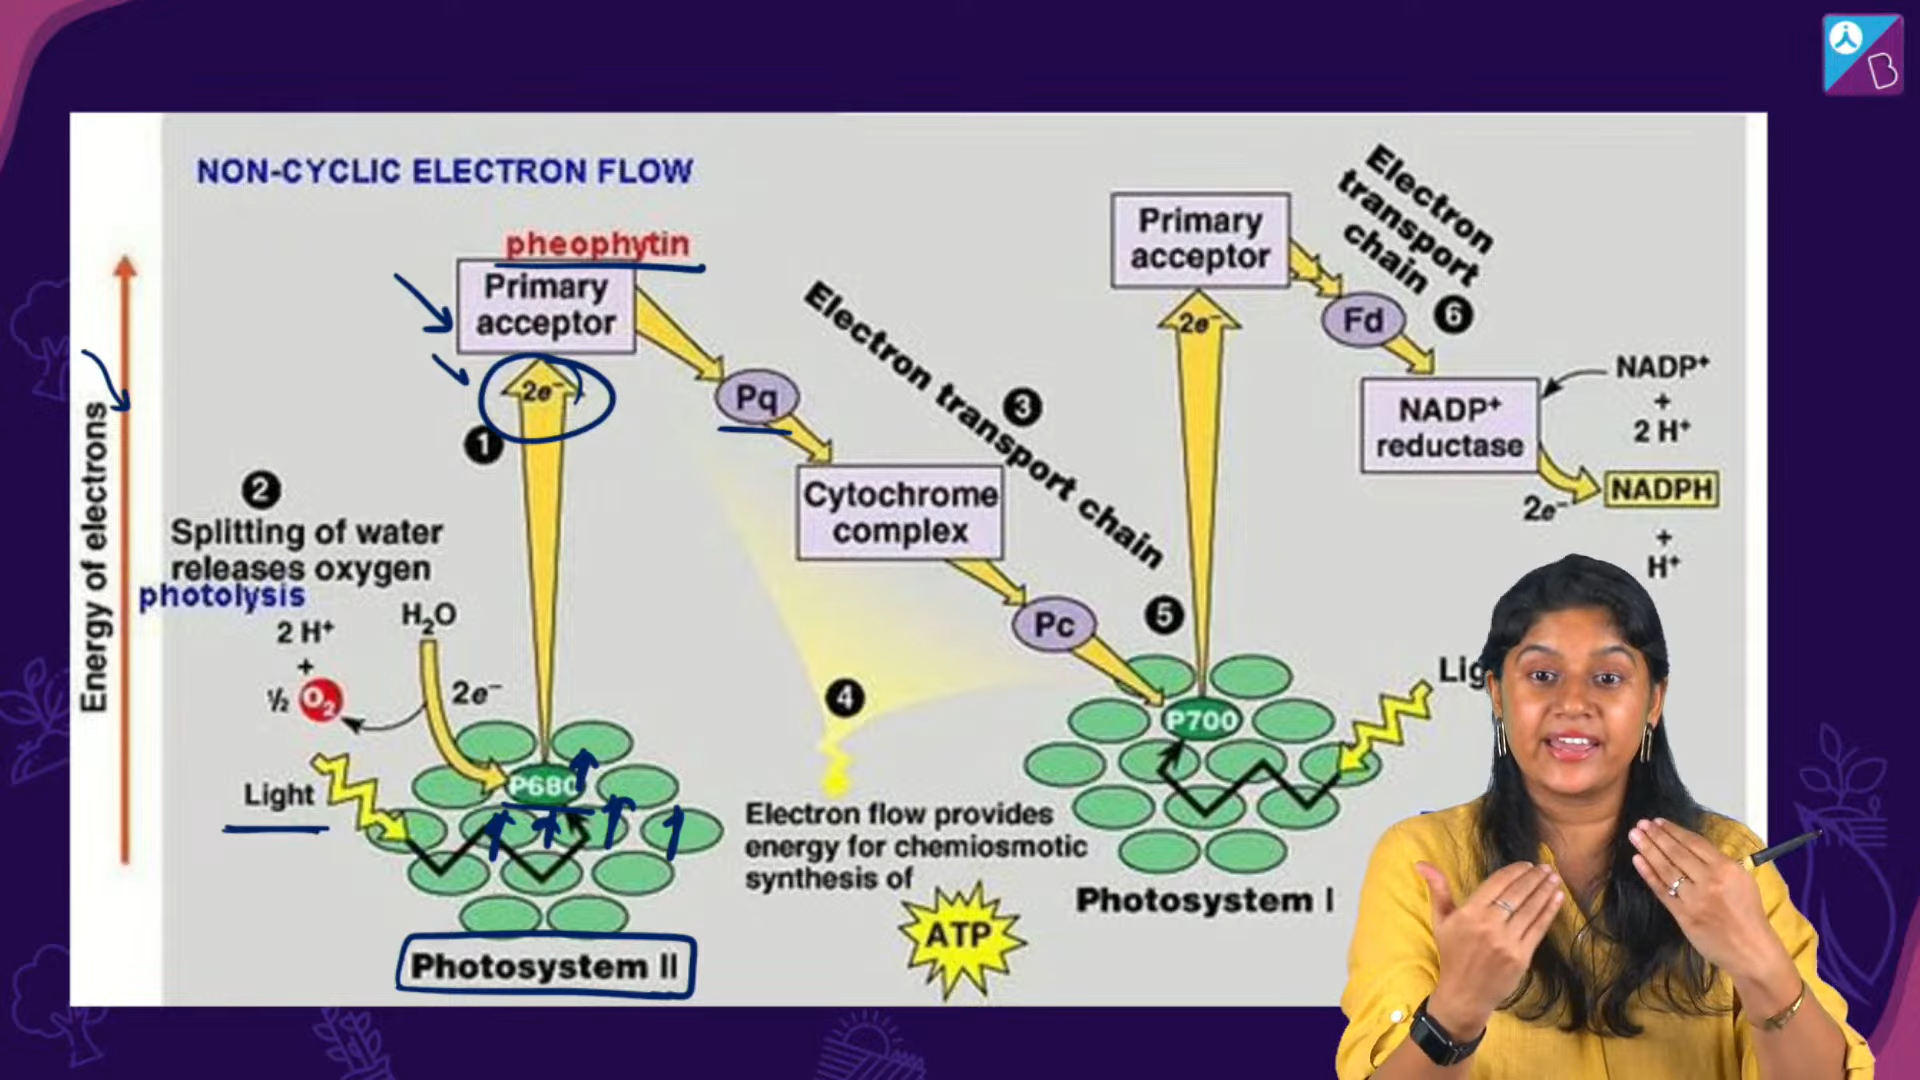 NON-CYCLIC ELECTRON FLOW
pheophytin
Primary
acceptor
2e⁻
1
Pq
Cytochrome
complex
Pc
Electron transport chain
3
Energy of electrons
2
Splitting of water
releases oxygen
photolysis
2 H⁺
+
½ O₂
H₂O
2e⁻
Light
P680
Photosystem II
4
Electron flow provides
energy for chemiosmotic
synthesis of
ATP
5
Primary
acceptor
2e⁻
Electron
transport
chain
6
Fd
NADP⁺
reductase
NADP⁺
+
2 H⁺
2e⁻
NADPH
+
H⁺
P700
Photosystem I
B